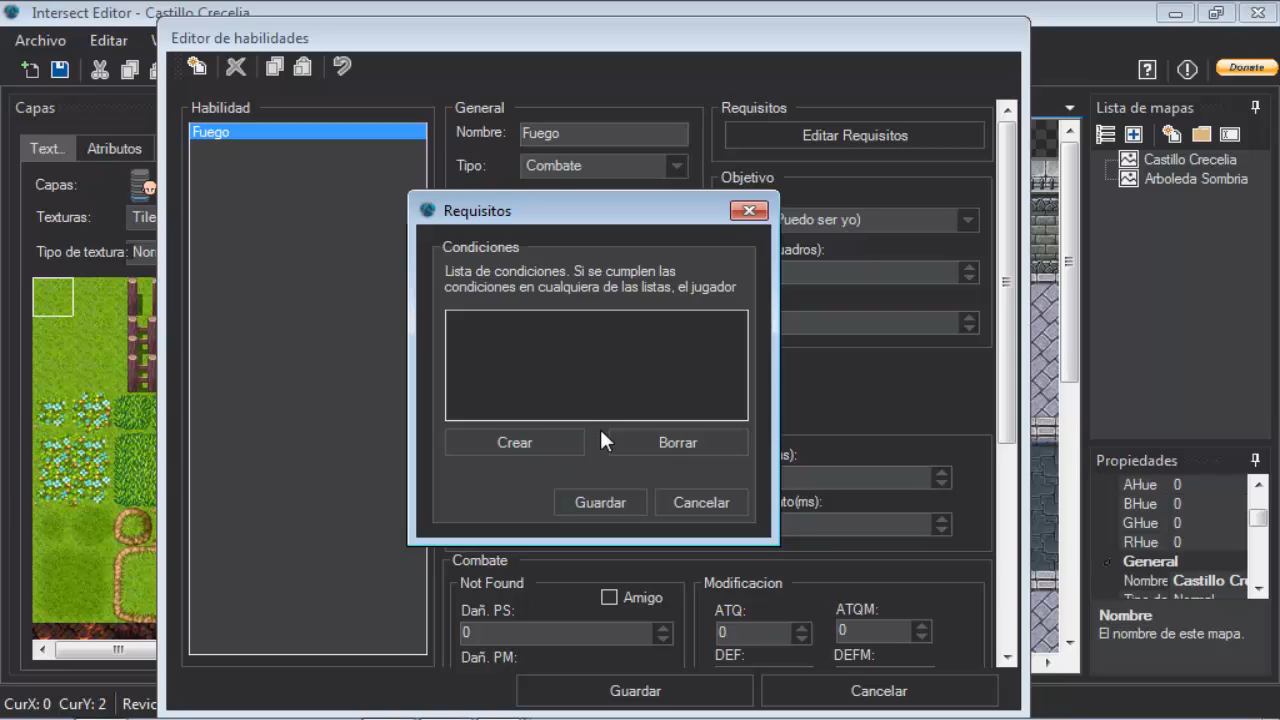 Intersect Editor - Castillo Crecelia
Archivo Editar
Editor de habilidades
Donate
Capas
Text... Atributos
Capas:
Texturas: Tile
Tipo de textura: Nor
Habilidad
Fuego
General
Nombre: Fuego
Tipo: Combate
Requisitos
Editar Requisitos
Objetivo
Puedo ser yo)
uadros):
Requisitos
Condiciones
Lista de condiciones. Si se cumplen las
condiciones en cualquiera de las listas, el jugador
Crear Borrar
Guardar Cancelar
s):
to(ms):
Combate
Not Found
Amigo
Dañ. PS:
0
Dañ. PM:
Modificacion
ATQ: ATQM:
0 0
DEF: DEFM:
Guardar Cancelar
Lista de mapas
Castillo Crecelia
Arboleda Sombria
Propiedades
AHue 0
BHue 0
GHue 0
RHue 0
General
Nombre Castillo Cr
Nombre
El nombre de este mapa.
CurX: 0 CurY: 2 Revic